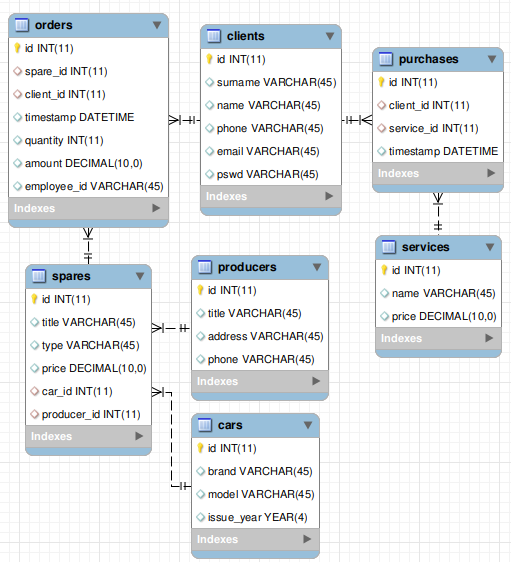 orders
id INT(11)
spare_id INT(11)
client_id INT(11)
timestamp DATETIME
quantity INT(11)
amount DECIMAL(10,0)
employee_id VARCHAR(45)
Indexes
clients
id INT(11)
surname VARCHAR(45)
name VARCHAR(45)
phone VARCHAR(45)
email VARCHAR(45)
pswd VARCHAR(45)
Indexes
purchases
id INT(11)
client_id INT(11)
service_id INT(11)
timestamp DATETIME
Indexes
spares
id INT(11)
title VARCHAR(45)
type VARCHAR(45)
price DECIMAL(10,0)
car_id INT(11)
producer_id INT(11)
Indexes
producers
id INT(11)
title VARCHAR(45)
address VARCHAR(45)
phone VARCHAR(45)
Indexes
services
id INT(11)
name VARCHAR(45)
price DECIMAL(10,0)
Indexes
cars
id INT(11)
brand VARCHAR(45)
model VARCHAR(45)
issue_year YEAR(4)
Indexes